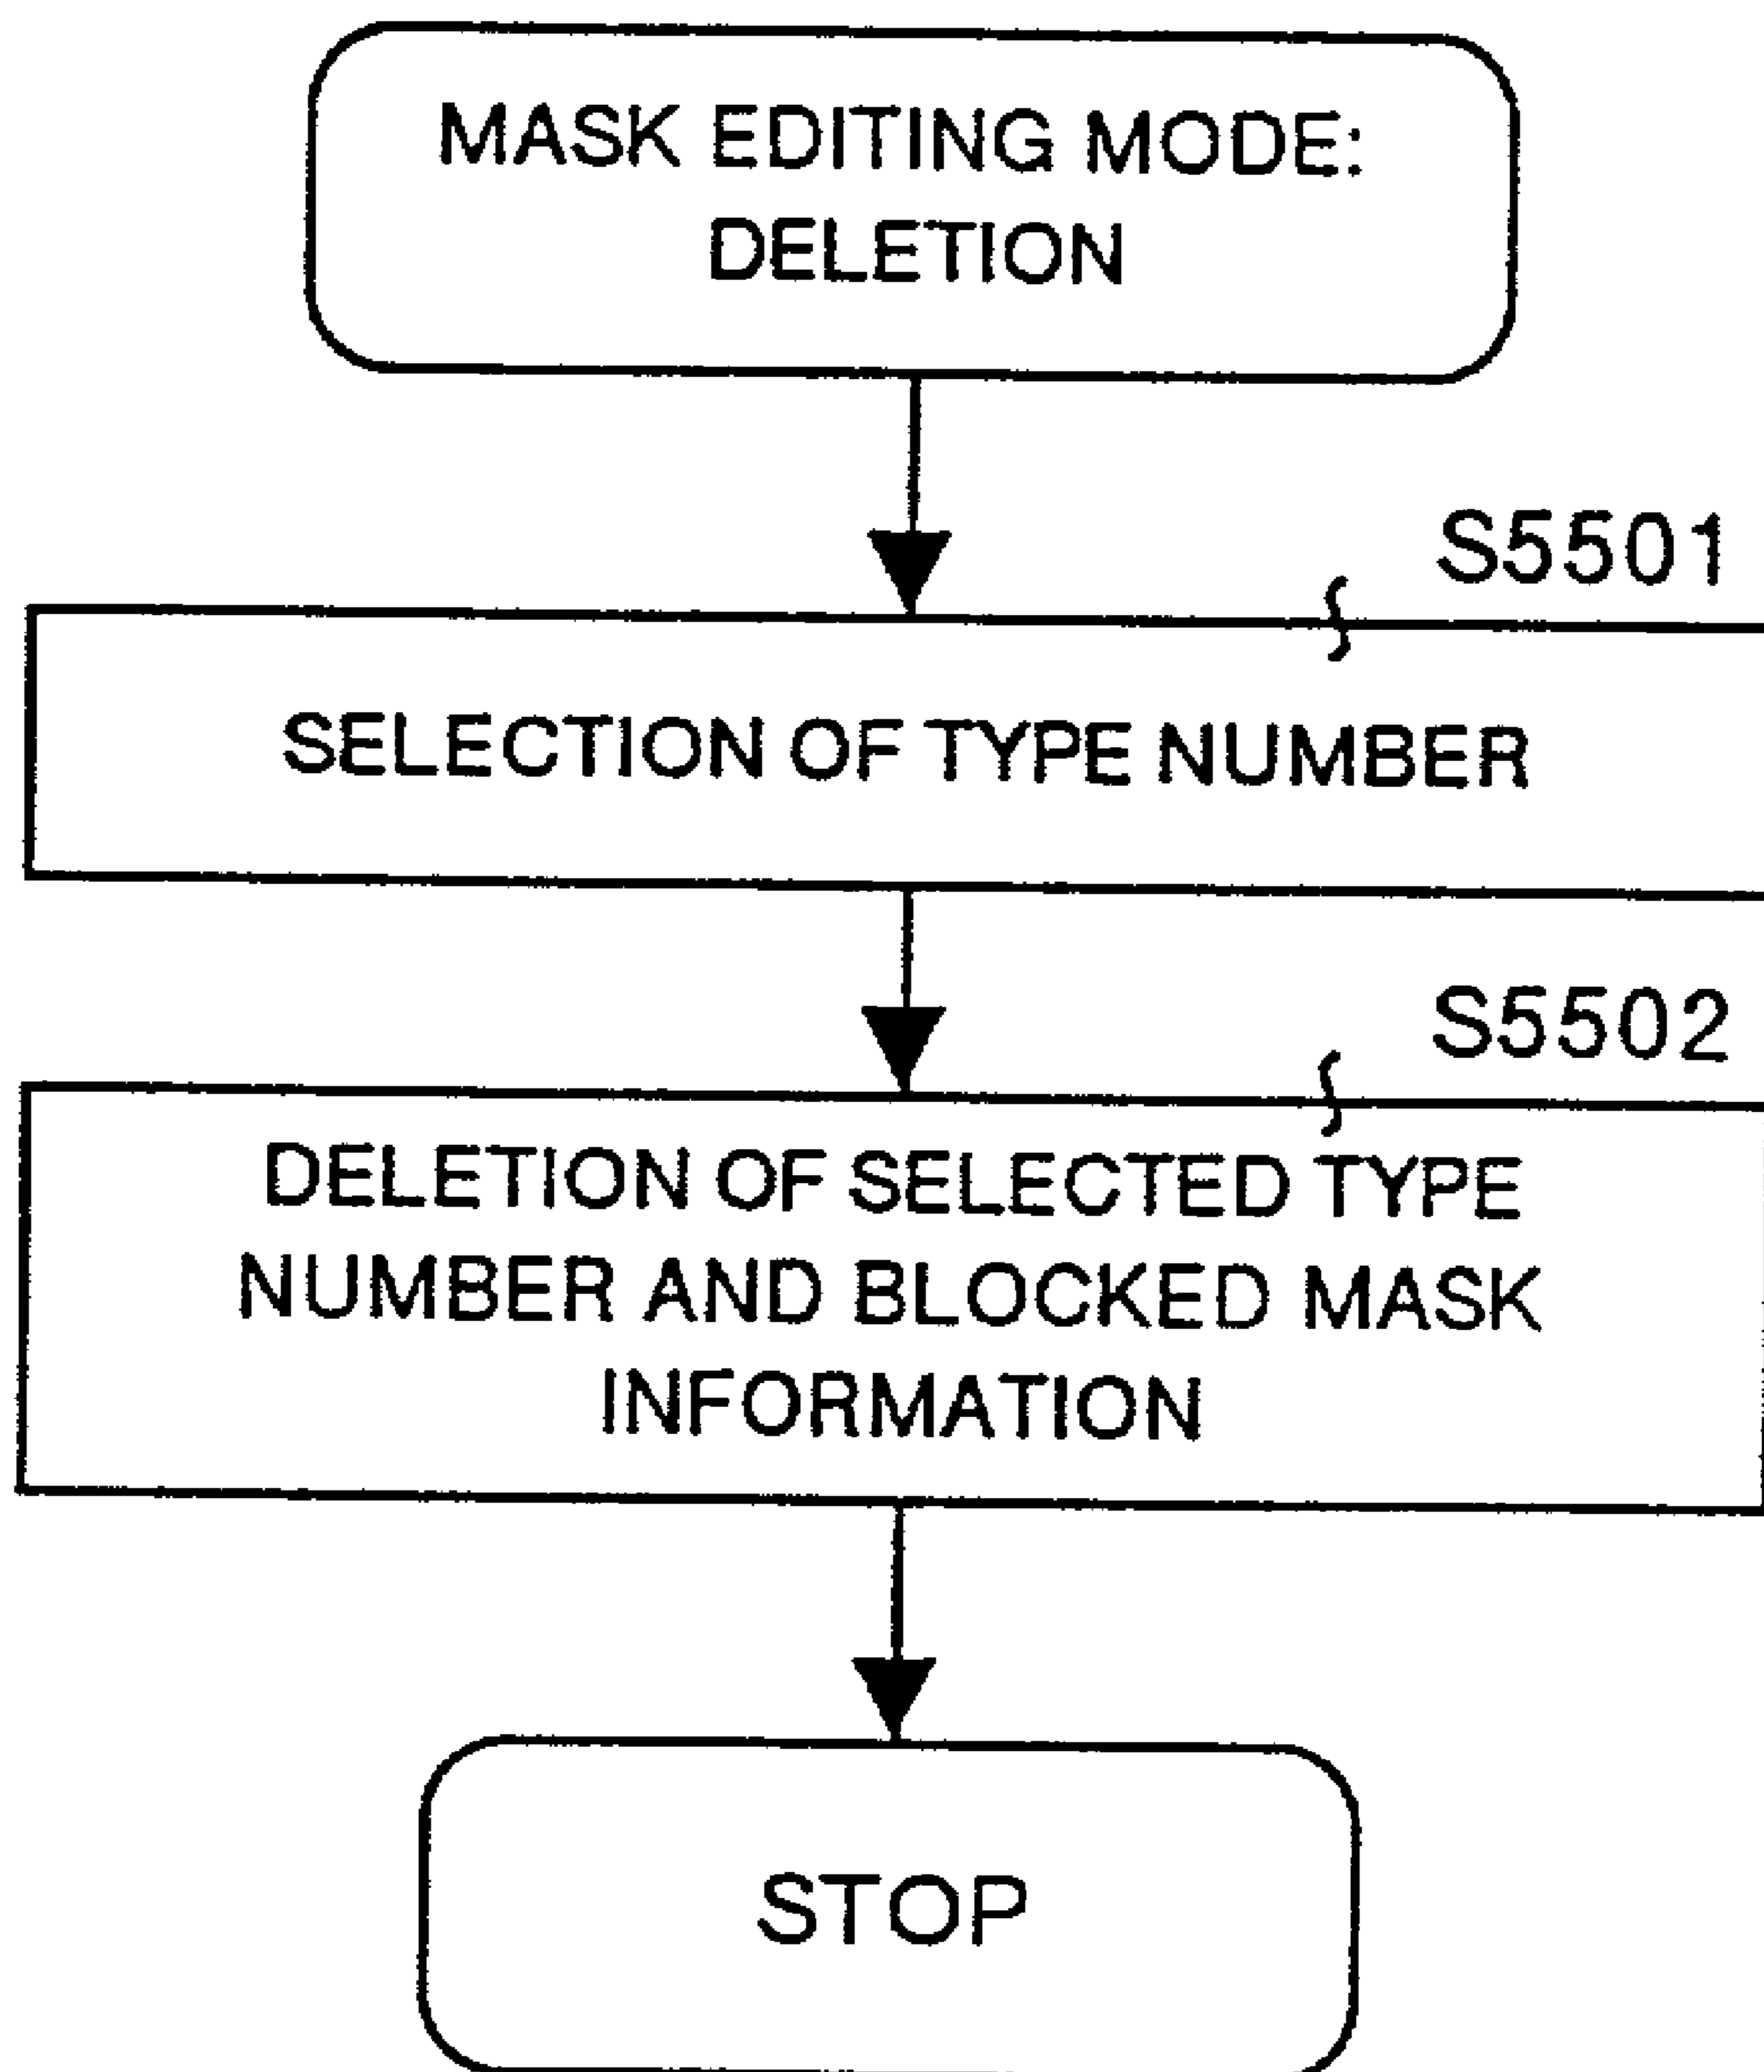 MASK EDITING MODE:
DELETION
S5501
SELECTION OF TYPE NUMBER
S5502
DELETION OF SELECTED TYPE
NUMBER AND BLOCKED MASK
INFORMATION
STOP